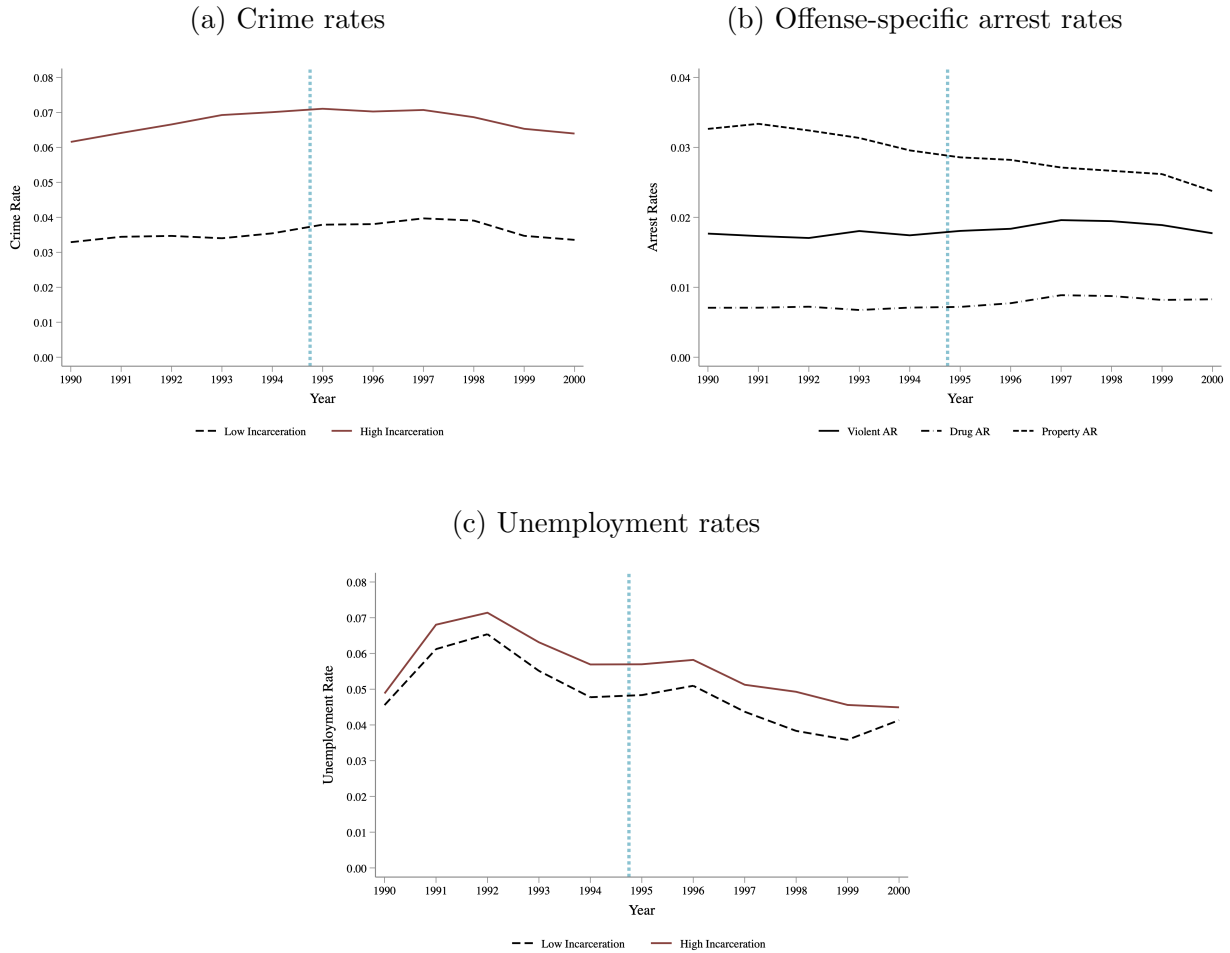 (a) Crime rates
0.08
0.07
0.06
0.05
0.04
0.03
0.02
0.01
0.00
Crime Rate
1990 1991 1992 1993 1994 1995 1996 1997 1998 1999 2000
Year
Low Incarceration High Incarceration
(b) Offense-specific arrest rates
0.04
0.03
0.02
0.01
0.00
Arrest Rates
1990 1991 1992 1993 1994 1995 1996 1997 1998 1999 2000
Year
Violent AR Drug AR Property AR
(c) Unemployment rates
0.08
0.07
0.06
0.05
0.04
0.03
0.02
0.01
0.00
Unemployment Rate
1990 1991 1992 1993 1994 1995 1996 1997 1998 1999 2000
Year
Low Incarceration High Incarceration